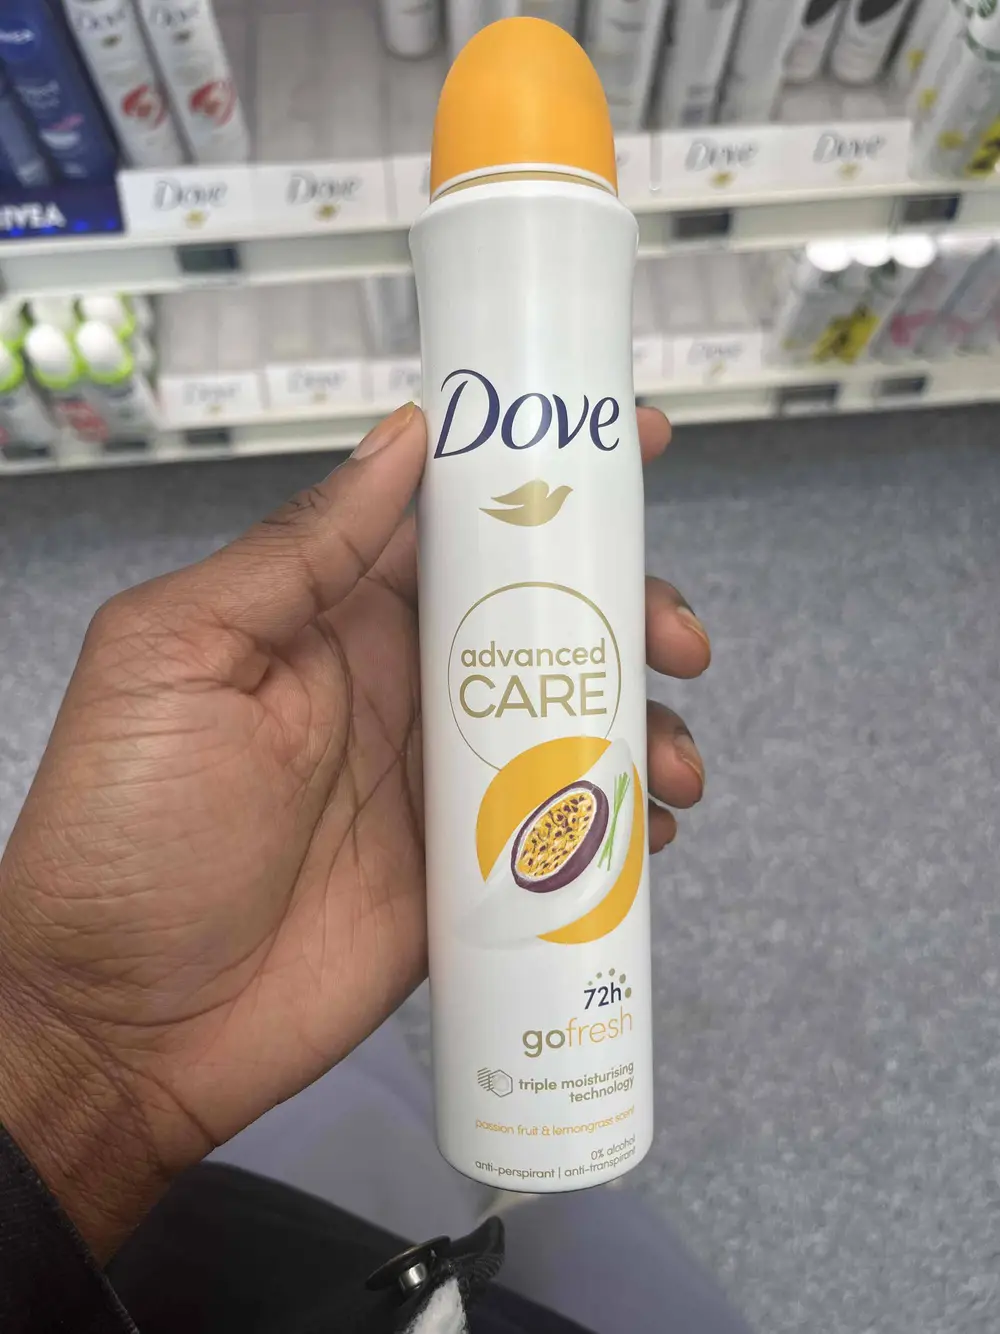 NIVEA
Dove
Dove
Dove
Dove
Dove
advanced
CARE
72h
gofresh
triple moisturising
technology
passion fruit & lemongrass scent
0% alcohol
anti-perspirant | anti-transpirant